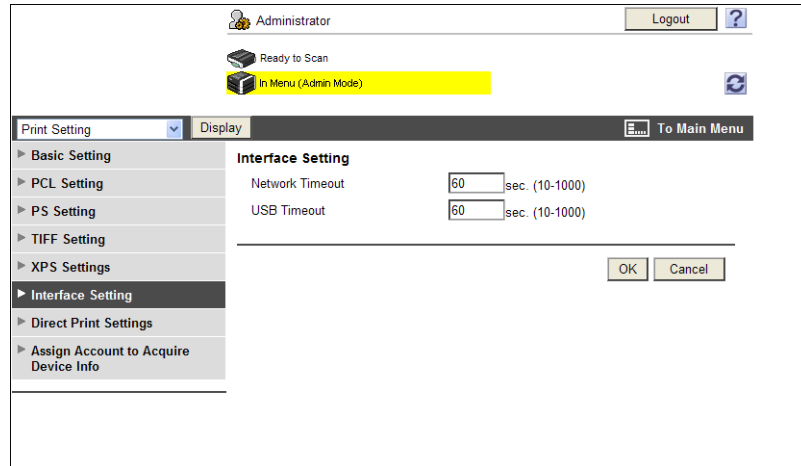 Administrator
Logout
?
Ready to Scan
In Menu (Admin Mode)
Print Setting
Display
To Main Menu
Basic Setting
PCL Setting
PS Setting
TIFF Setting
XPS Settings
Interface Setting
Direct Print Settings
Assign Account to Acquire
Device Info
Interface Setting
Network Timeout 60 sec. (10-1000)
USB Timeout 60 sec. (10-1000)
OK Cancel